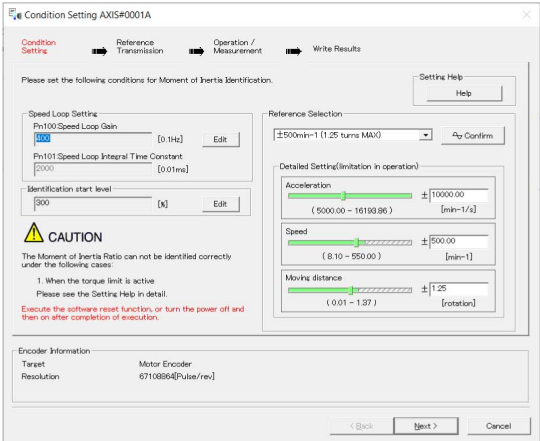 Condition Setting AXIS#0001A
Condition Setting
Reference Transmission
Operation / Measurement
Write Results
Please set the following conditions for Moment of Inertia Identification.
Setting Help
Help
Speed Loop Setting
Pn100:Speed Loop Gain
400 [0.1Hz] Edit
Pn101:Speed Loop Integral Time Constant
2000 [0.01ms]
Identification start level
300 [%] Edit
CAUTION
The Moment of Inertia Ratio can not be identified correctly
under the following cases:
1. When the torque limit is active
Please see the Setting Help in detail.
Execute the software reset function, or turn the power off and
then on after completion of execution.
Reference Selection
±500min-1 (1.25 turns MAX) Confirm
Detailed Setting(limitation in operation)
Acceleration
± 10000.00
( 5000.00 - 16193.86 ) [min-1/s]
Speed
± 500.00
( 8.10 - 550.00 ) [min-1]
Moving distance
± 1.25
( 0.01 - 1.37 ) [rotation]
Encoder Information
Target Motor Encoder
Resolution 67108864[Pulse/rev]
< Back Next > Cancel